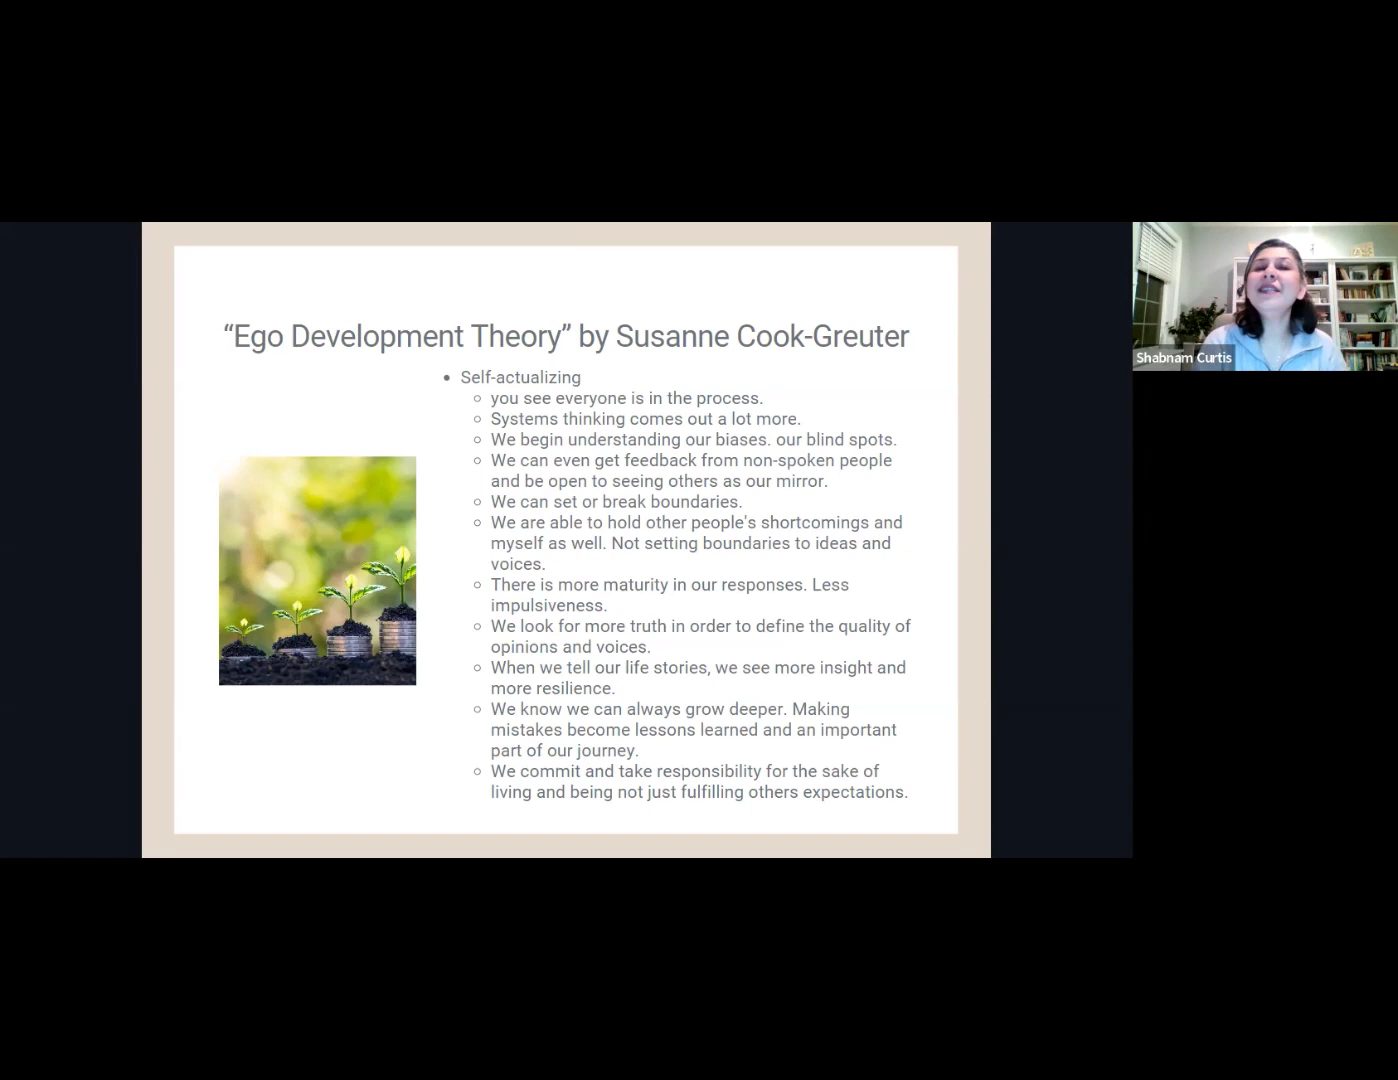 “Ego Development Theory” by Susanne Cook-Greuter
• Self-actualizing
○ you see everyone is in the process.
○ Systems thinking comes out a lot more.
○ We begin understanding our biases. our blind spots.
○ We can even get feedback from non-spoken people
and be open to seeing others as our mirror.
○ We can set or break boundaries.
○ We are able to hold other people's shortcomings and
myself as well. Not setting boundaries to ideas and
voices.
○ There is more maturity in our responses. Less
impulsiveness.
○ We look for more truth in order to define the quality of
opinions and voices.
○ When we tell our life stories, we see more insight and
more resilience.
○ We know we can always grow deeper. Making
mistakes become lessons learned and an important
part of our journey.
○ We commit and take responsibility for the sake of
living and being not just fulfilling others expectations.
Shabnam Curtis